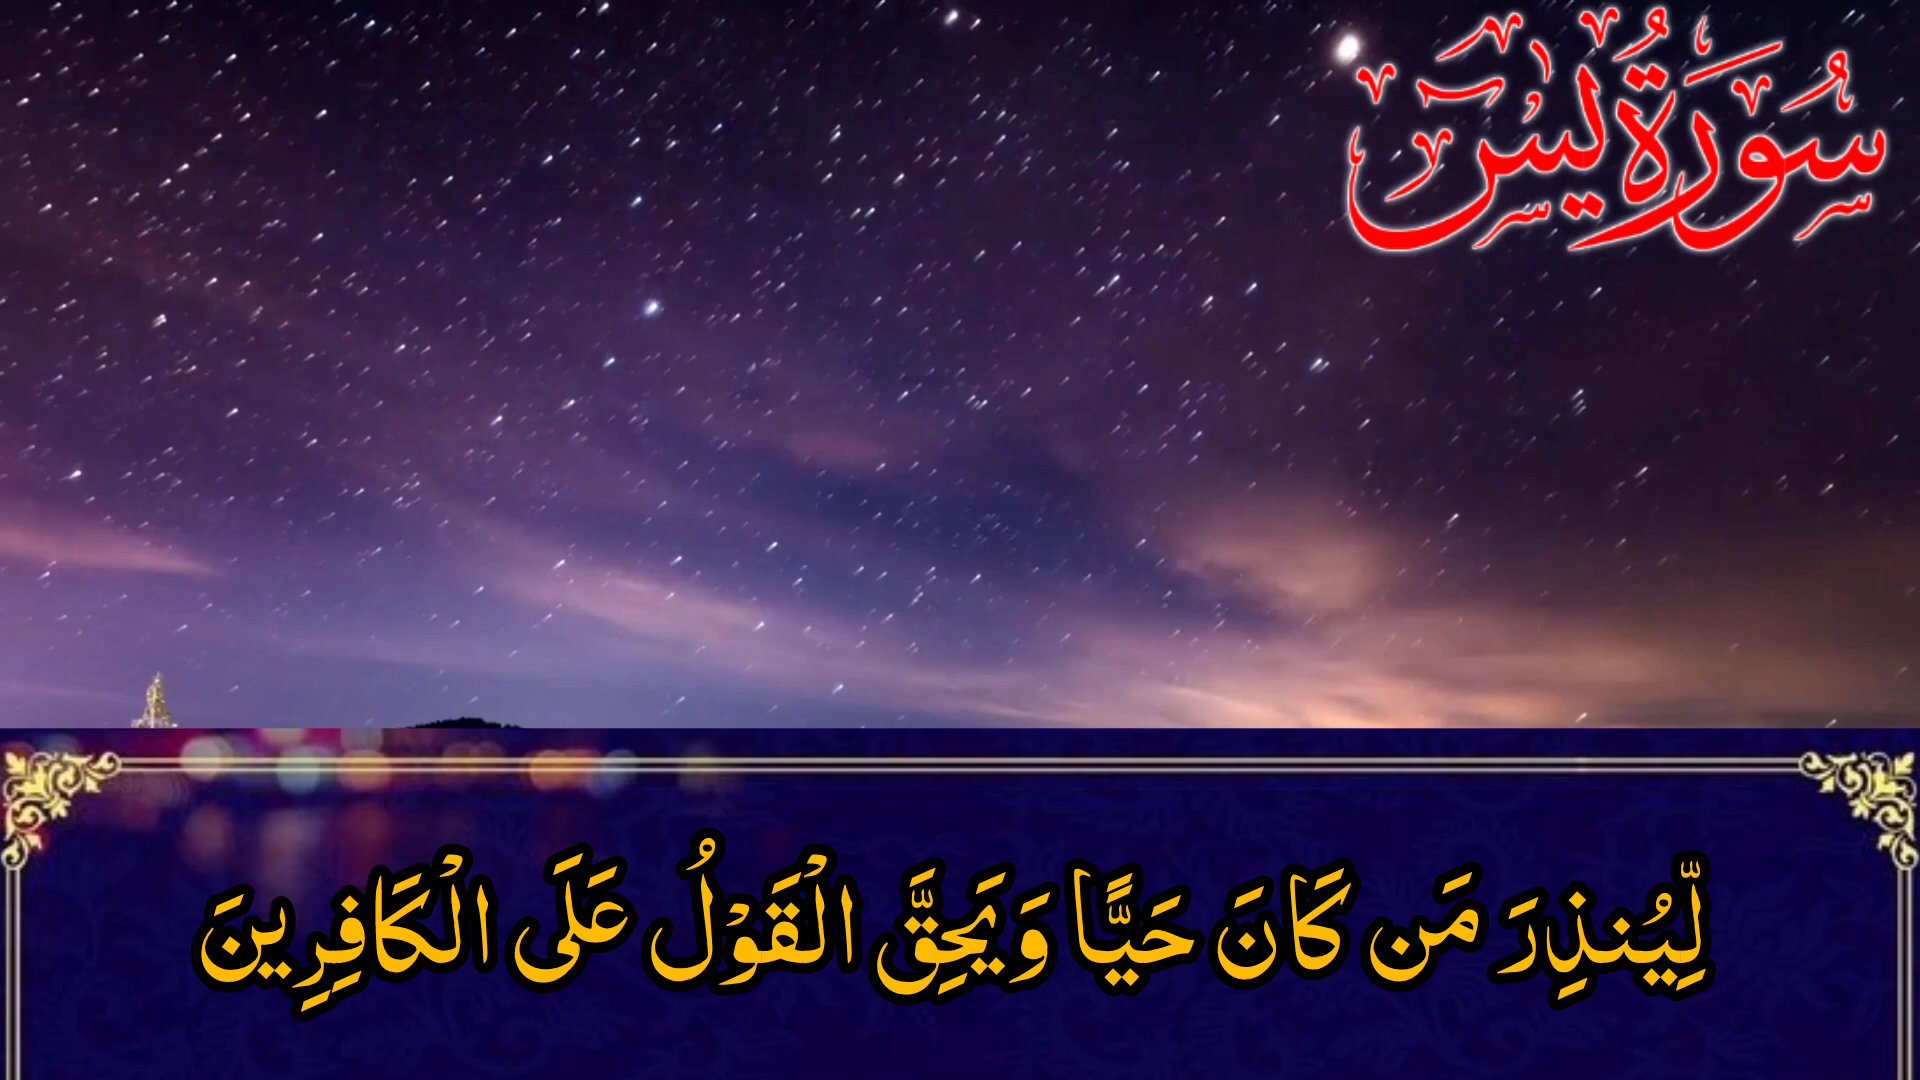 سُورَةُ يسٓ
لِّيُنذِرَ مَن كَانَ حَيًّا وَيَحِقَّ الْقَوْلُ عَلَى الْكَافِرِينَ